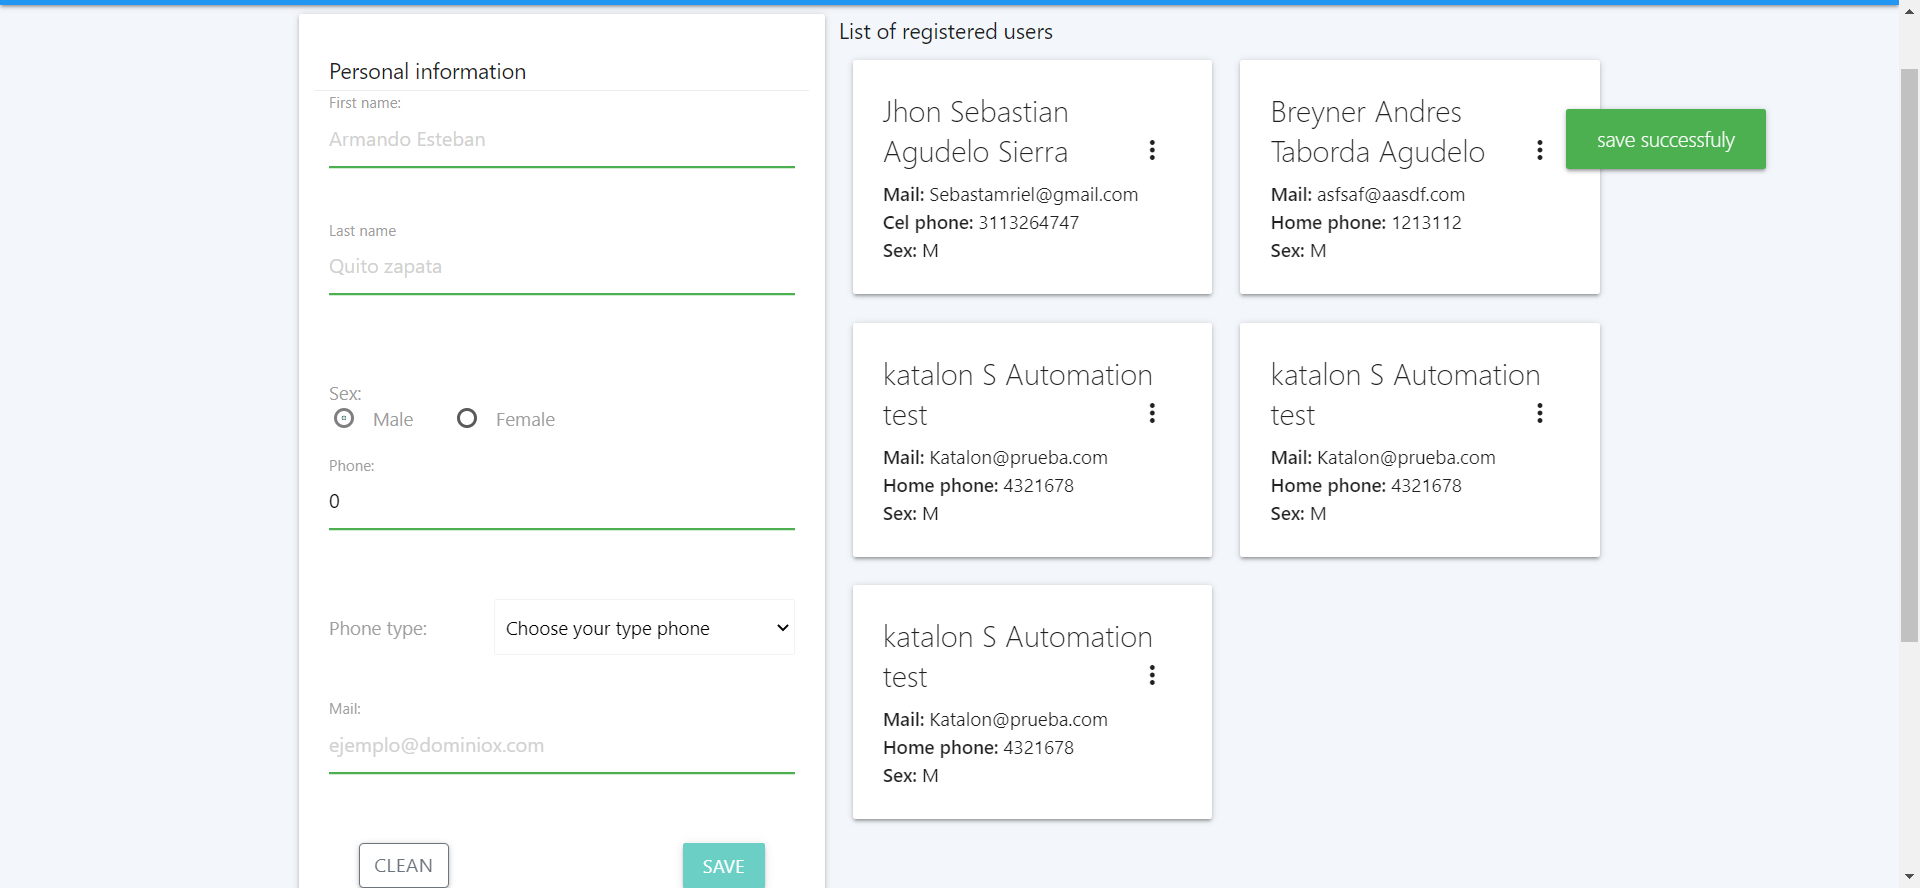 Personal information
First name:
Armando Esteban
Last name
Quito zapata
Sex:
Male
Female
Phone:
0
Phone type:
Choose your type phone
Mail:
ejemplo@dominiox.com
CLEAN
SAVE
List of registered users
Jhon Sebastian
Agudelo Sierra
Mail: Sebastamriel@gmail.com
Cel phone: 3113264747
Sex: M
Breyner Andres
Taborda Agudelo
Mail: asfsaf@aasdf.com
Home phone: 1213112
Sex: M
save successfuly
katalon S Automation
test
Mail: Katalon@prueba.com
Home phone: 4321678
Sex: M
katalon S Automation
test
Mail: Katalon@prueba.com
Home phone: 4321678
Sex: M
katalon S Automation
test
Mail: Katalon@prueba.com
Home phone: 4321678
Sex: M